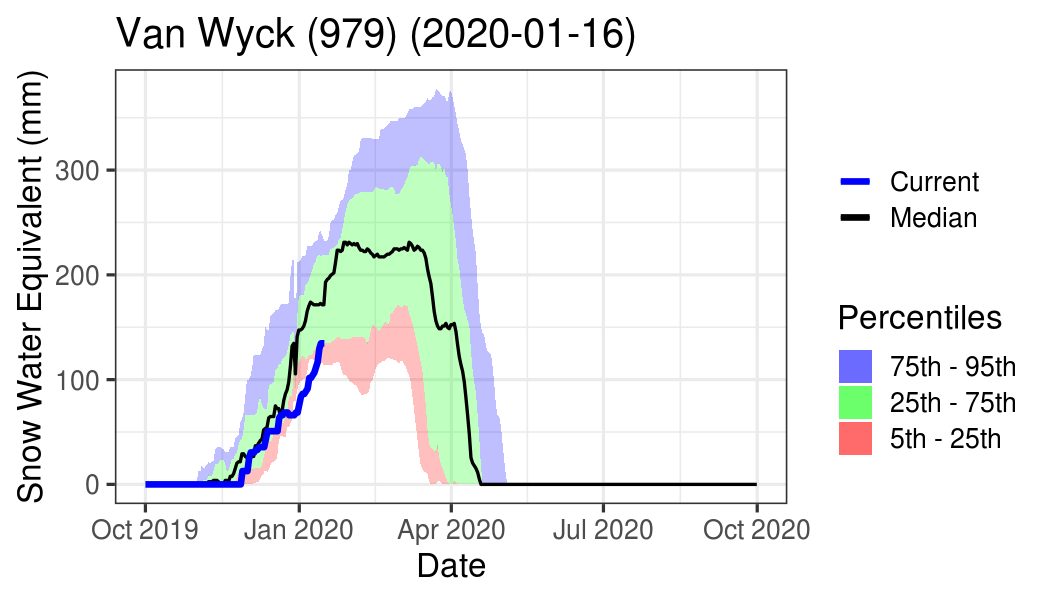 Van Wyck (979) (2020-01-16)
Snow Water Equivalent (mm)
300
200
100
0
Oct 2019
Jan 2020
Apr 2020
Jul 2020
Oct 2020
Date
Current
Median
Percentiles
75th - 95th
25th - 75th
5th - 25th